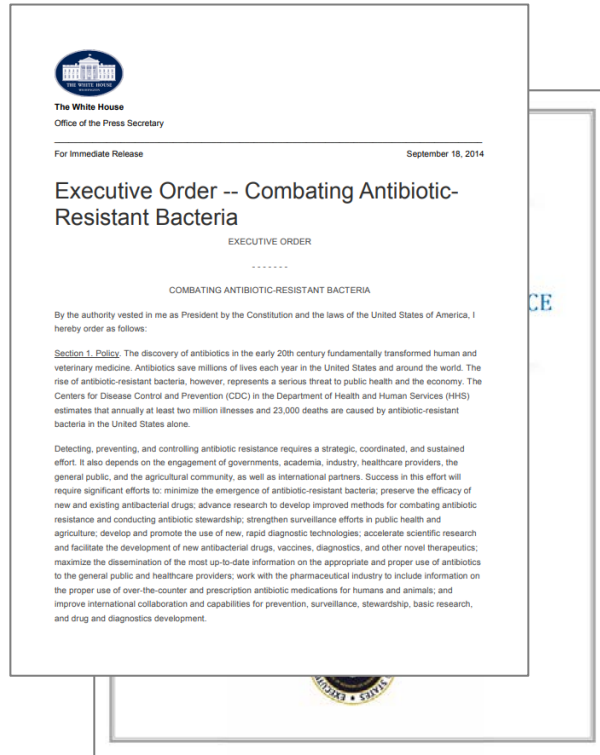 THE WHITE HOUSE
The White House
Office of the Press Secretary
For Immediate Release September 18, 2014
Executive Order -- Combating Antibiotic-
Resistant Bacteria
EXECUTIVE ORDER
- - - - - - -
COMBATING ANTIBIOTIC-RESISTANT BACTERIA
By the authority vested in me as President by the Constitution and the laws of the United States of America, I
hereby order as follows:
Section 1. Policy. The discovery of antibiotics in the early 20th century fundamentally transformed human and
veterinary medicine. Antibiotics save millions of lives each year in the United States and around the world. The
rise of antibiotic-resistant bacteria, however, represents a serious threat to public health and the economy. The
Centers for Disease Control and Prevention (CDC) in the Department of Health and Human Services (HHS)
estimates that annually at least two million illnesses and 23,000 deaths are caused by antibiotic-resistant
bacteria in the United States alone.
Detecting, preventing, and controlling antibiotic resistance requires a strategic, coordinated, and sustained
effort. It also depends on the engagement of governments, academia, industry, healthcare providers, the
general public, and the agricultural community, as well as international partners. Success in this effort will
require significant efforts to: minimize the emergence of antibiotic-resistant bacteria; preserve the efficacy of
new and existing antibacterial drugs; advance research to develop improved methods for combating antibiotic
resistance and conducting antibiotic stewardship; strengthen surveillance efforts in public health and
agriculture; develop and promote the use of new, rapid diagnostic technologies; accelerate scientific research
and facilitate the development of new antibacterial drugs, vaccines, diagnostics, and other novel therapeutics;
maximize the dissemination of the most up-to-date information on the appropriate and proper use of antibiotics
to the general public and healthcare providers; work with the pharmaceutical industry to include information on
the proper use of over-the-counter and prescription antibiotic medications for humans and animals; and
improve international collaboration and capabilities for prevention, surveillance, stewardship, basic research,
and drug and diagnostics development.
CE
STATES